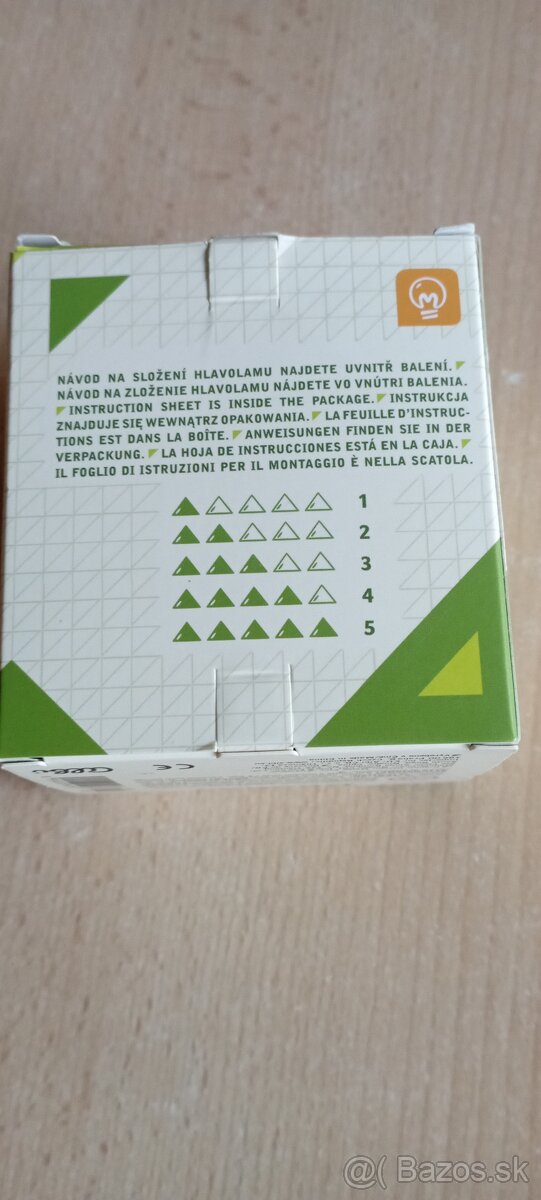 NÁVOD NA SLOŽENÍ HLAVOLAMU NAJDETE UVNITŘ BALENÍ.
NÁVOD NA ZLOŽENIE HLAVOLAMU NÁJDETE VO VNÚTRI BALENIA.
INSTRUCTION SHEET IS INSIDE THE PACKAGE. INSTRUKCJA
ZNAJDUJE SIĘ WEWNĄTRZ OPAKOWANIA. LA FEUILLE D'INSTRUC-
TIONS EST DANS LA BOÎTE. ANWEISUNGEN FINDEN SIE IN DER
VERPACKUNG. LA HOJA DE INSTRUCCIONES ESTÁ EN LA CAJA.
IL FOGLIO DI ISTRUZIONI PER IL MONTAGGIO È NELLA SCATOLA.
1
2
3
4
5
CE
@( Bazos.sk